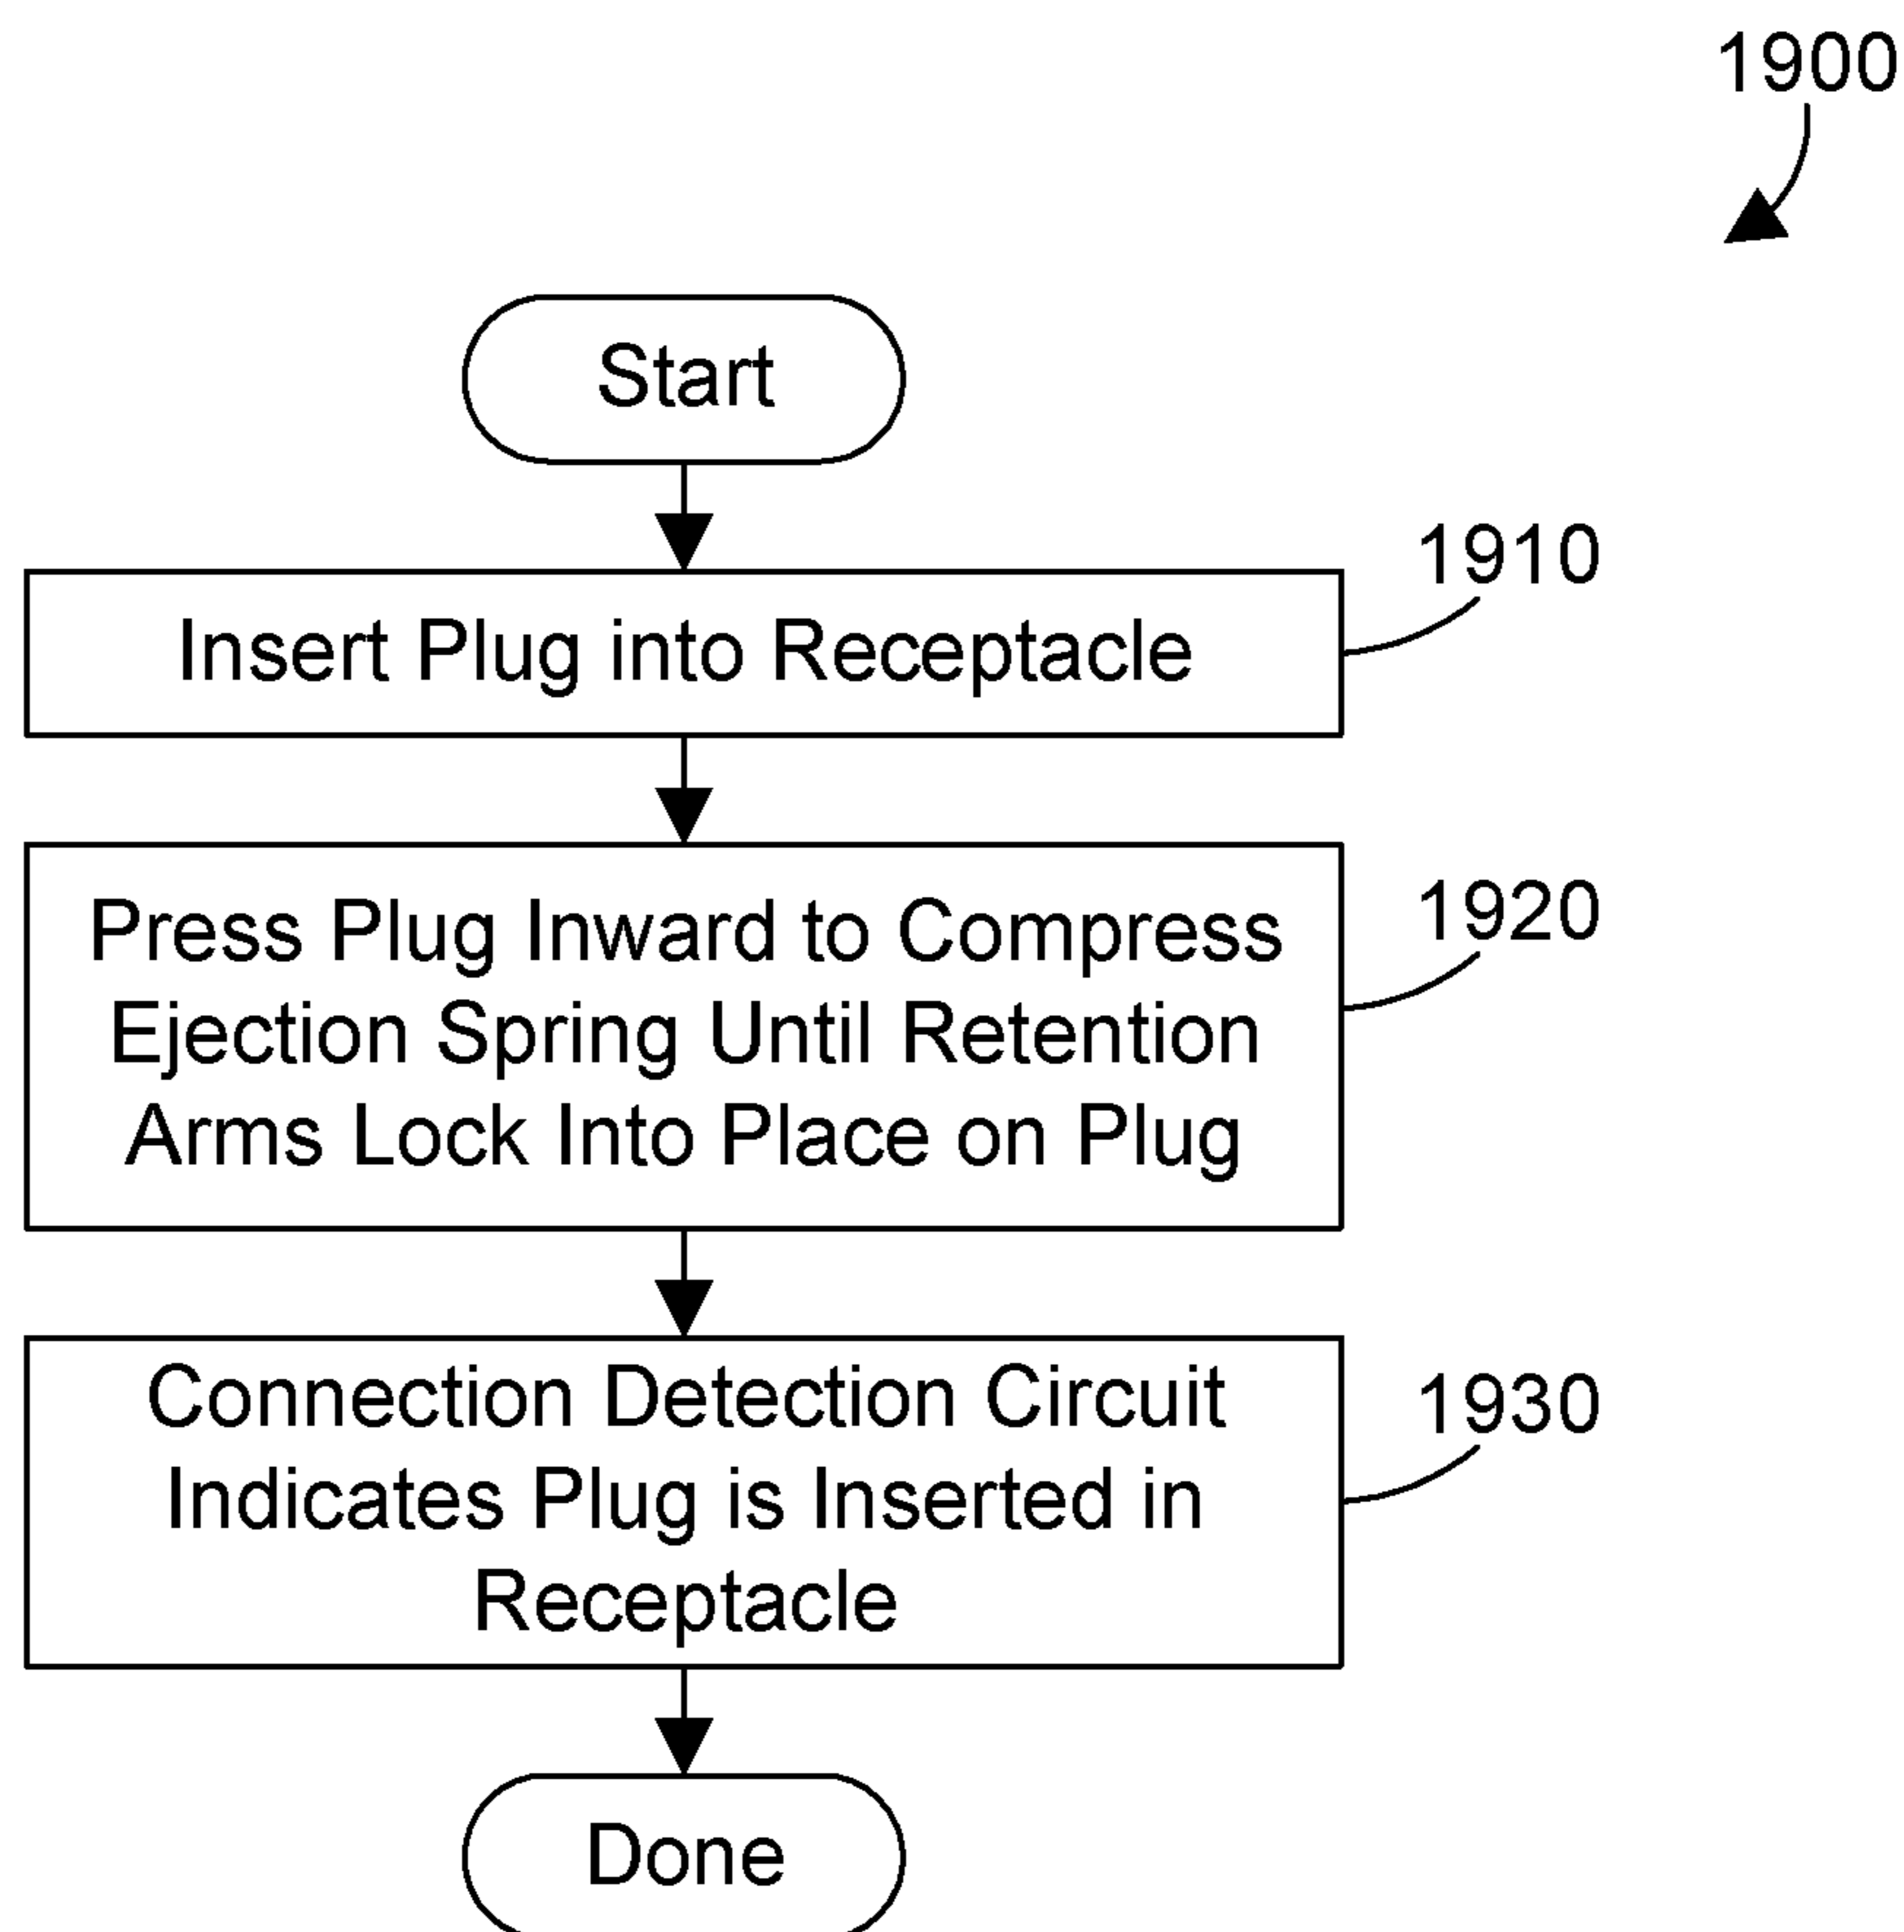 1900
Start
1910
Insert Plug into Receptacle
1920
Press Plug Inward to Compress
Ejection Spring Until Retention
Arms Lock Into Place on Plug
1930
Connection Detection Circuit
Indicates Plug is Inserted in
Receptacle
Done